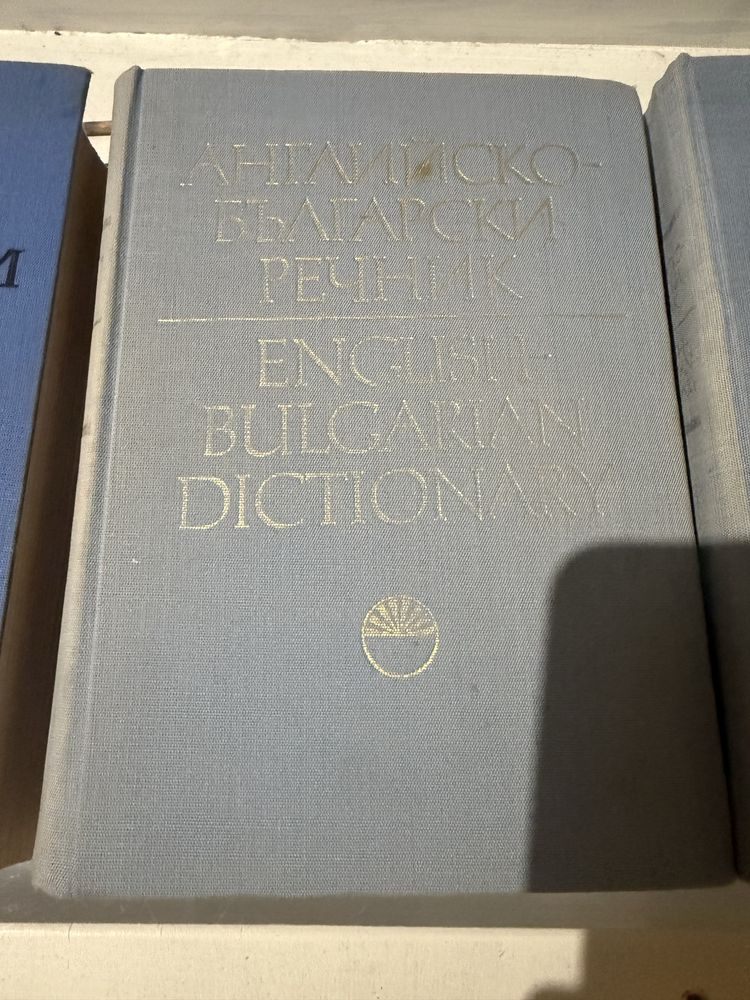 АНГЛИЙСКО-
БЪЛГАРСКИ
РЕЧНИК
ENGLISH-
BULGARIAN
DICTIONARY